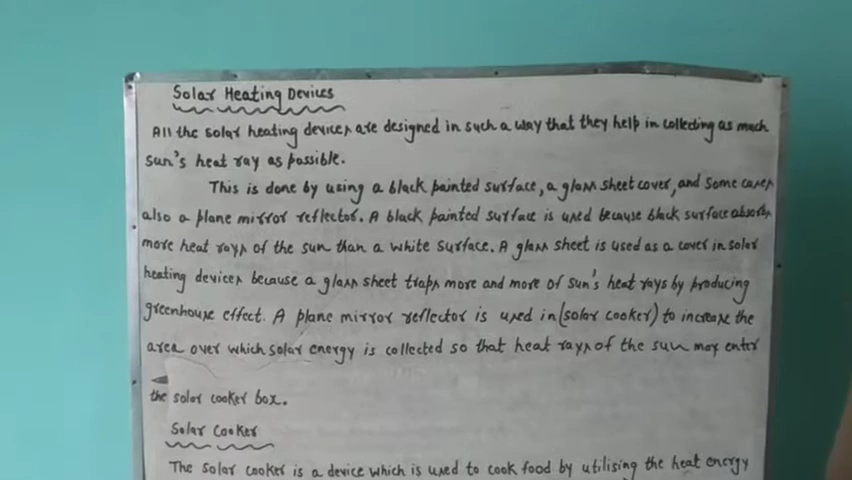 Solar Heating Devices
All the solar heating devices are designed in such a way that they help in collecting as much
sun's heat ray as possible.
This is done by using a black painted surface, a glass sheet cover, and some cases
also a plane mirror reflector. A black painted surface is used because black surface absorbs
more heat rays of the sun than a white surface. A glass sheet is used as a cover in solar
heating devices because a glass sheet traps more and more of sun's heat rays by producing
greenhouse effect. A plane mirror reflector is used in (solar cooker) to increase the
area over which solar energy is collected so that heat rays of the sun may enter
the solar cooker box.
Solar Cooker
The solar cooker is a device which is used to cook food by utilising the heat energy